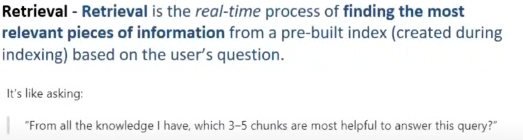 Retrieval - Retrieval is the real-time process of finding the most
relevant pieces of information from a pre-built index (created during
indexing) based on the user's question.
It's like asking:
"From all the knowledge I have, which 3–5 chunks are most helpful to answer this query?"